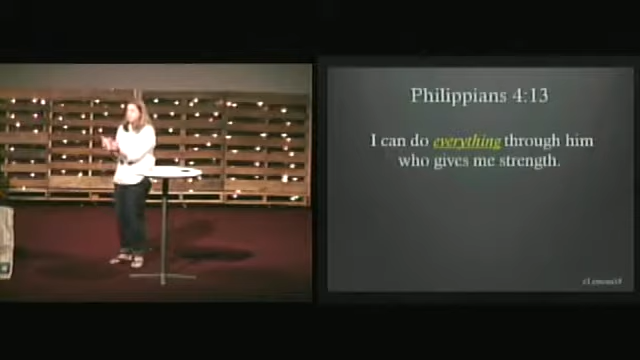 Philippians 4:13
I can do everything through him
who gives me strength.